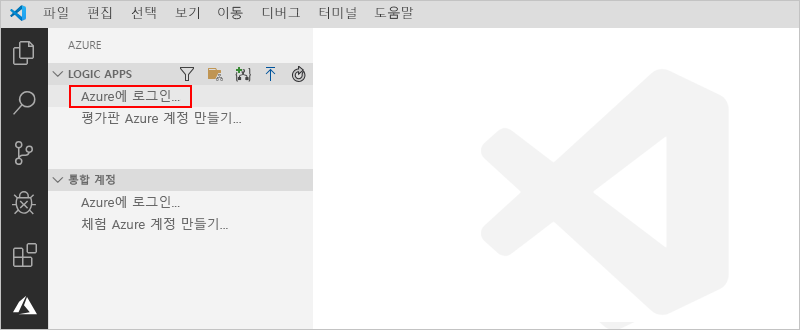 파일 편집 선택 보기 이동 디버그 터미널 도움말
AZURE
LOGIC APPS
Azure에 로그인...
평가판 Azure 계정 만들기...
통합 계정
Azure에 로그인...
체험 Azure 계정 만들기...